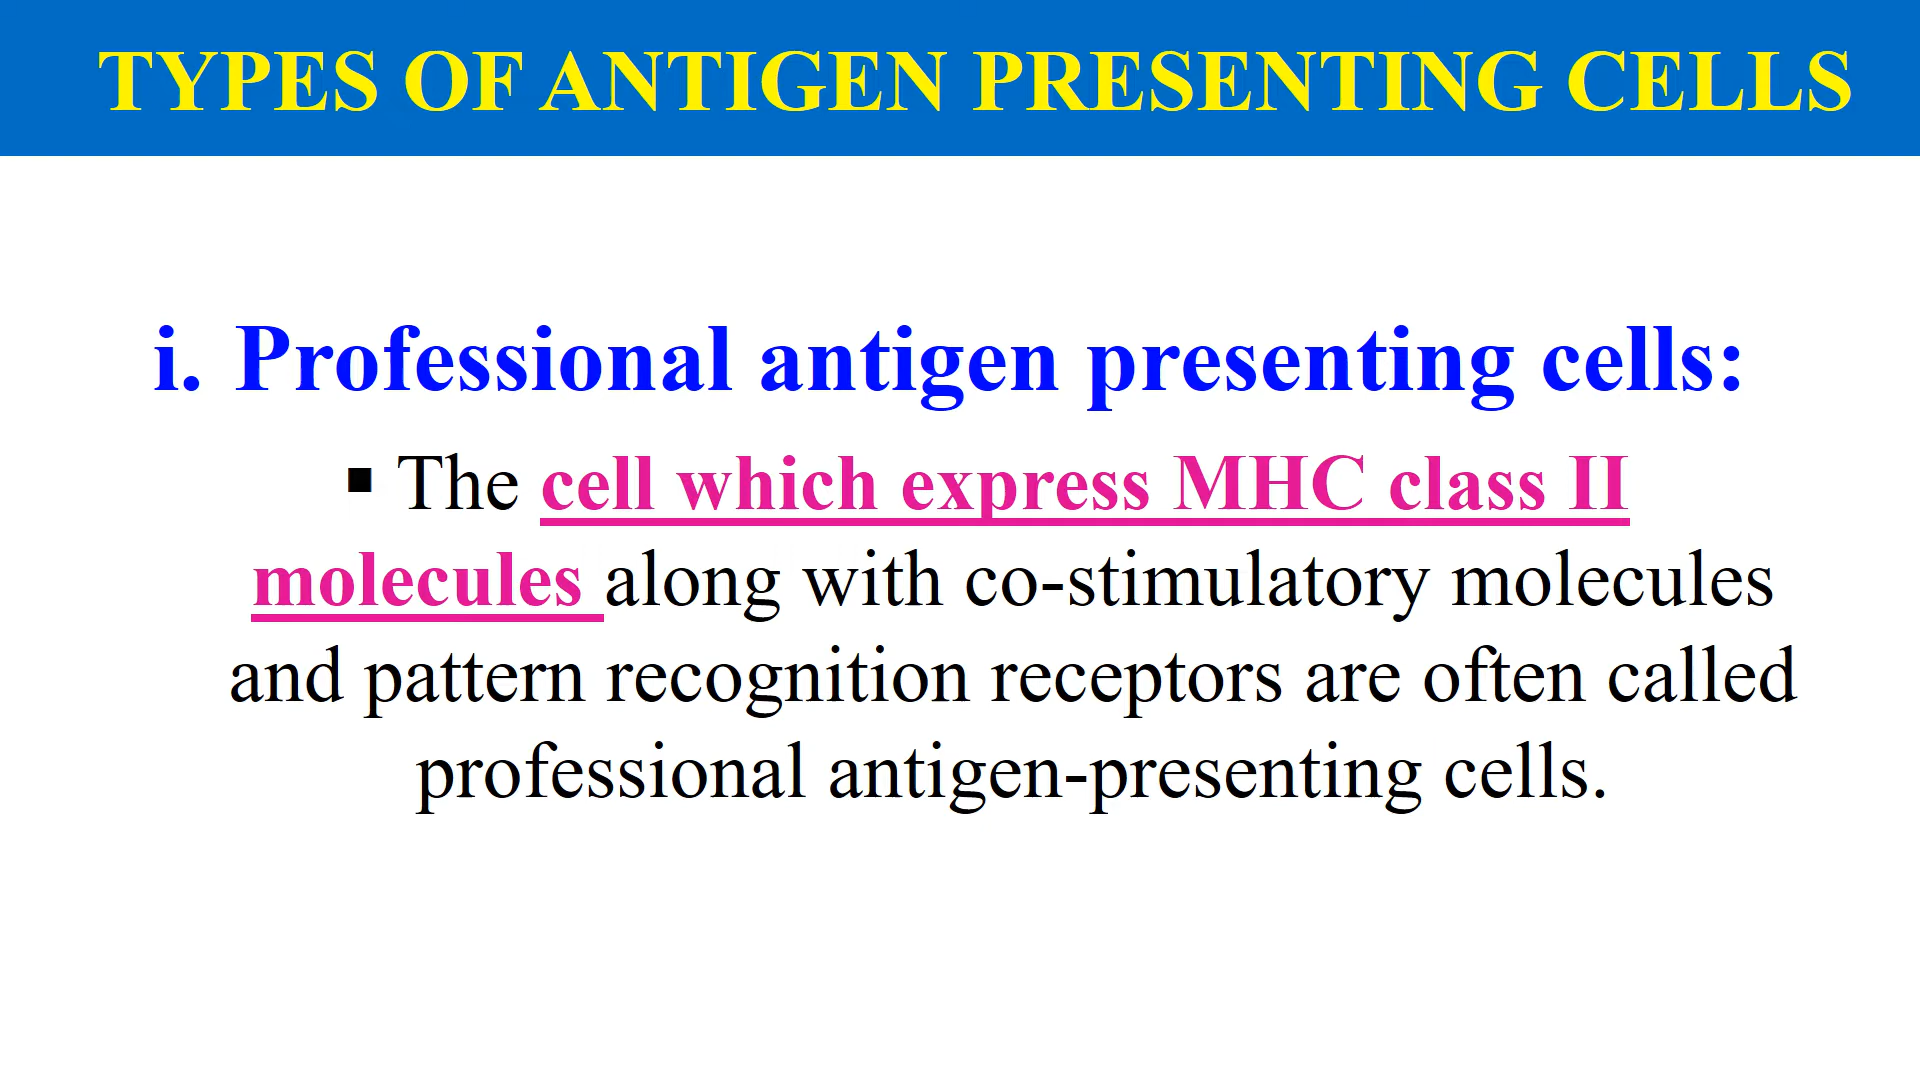 TYPES OF ANTIGEN PRESENTING CELLS
i. Professional antigen presenting cells:
▪ The cell which express MHC class II
molecules along with co-stimulatory molecules
and pattern recognition receptors are often called
professional antigen-presenting cells.